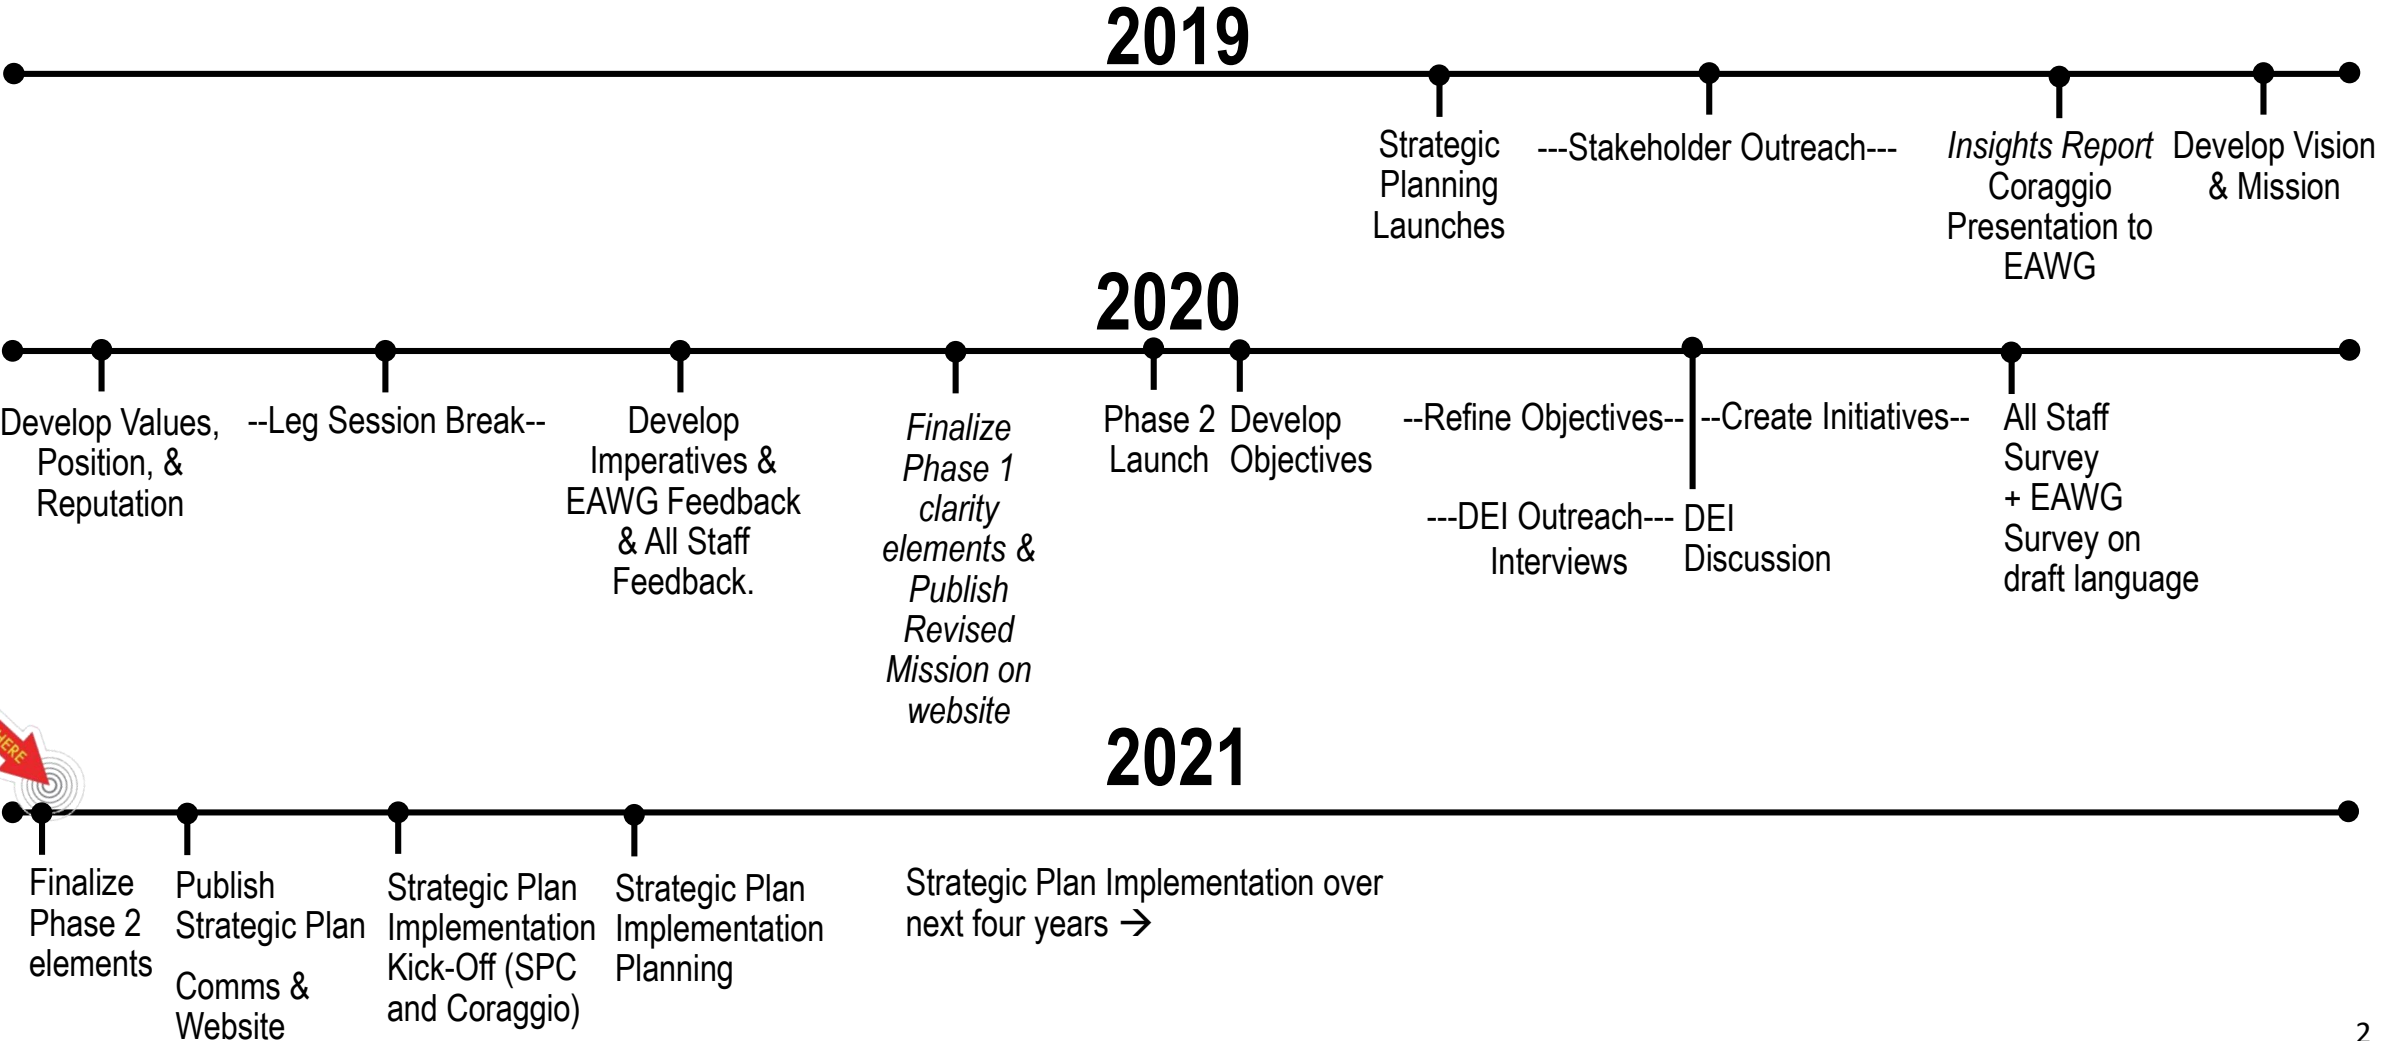 2019
Strategic
Planning
Launches
---Stakeholder Outreach---
Insights Report
Coraggio
Presentation to
EAWG
Develop Vision
& Mission
2020
Develop Values,
Position, &
Reputation
--Leg Session Break--
Develop
Imperatives &
EAWG Feedback
& All Staff
Feedback.
Finalize
Phase 1
clarity
elements &
Publish
Revised
Mission on
website
Phase 2
Launch
Develop
Objectives
--Refine Objectives--
--Create Initiatives--
---DEI Outreach---
Interviews
DEI
Discussion
All Staff
Survey
+ EAWG
Survey on
draft language
HERE
2021
Finalize
Phase 2
elements
Publish
Strategic Plan
Comms &
Website
Strategic Plan
Implementation
Kick-Off (SPC
and Coraggio)
Strategic Plan
Implementation
Planning
Strategic Plan Implementation over
next four years →
2